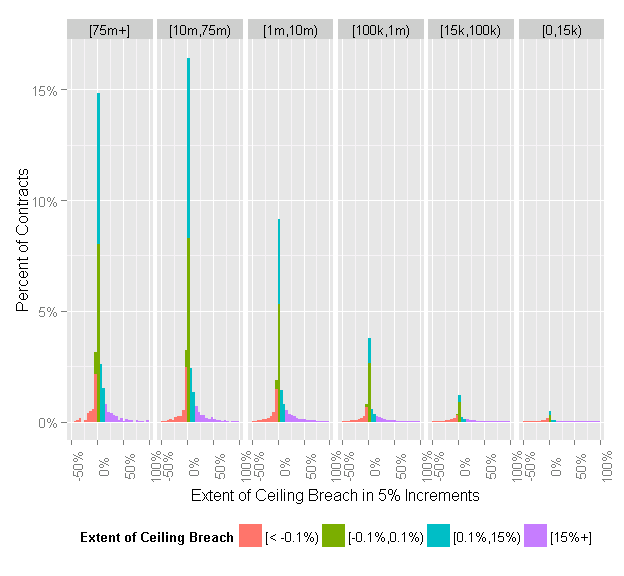 [75m+] [10m,75m) [1m,10m) [100k,1m) [15k,100k) [0,15k)
15%
10%
5%
0%
Percent of Contracts
-50% 0% 50% 100% -50% 0% 50% 100% -50% 0% 50% 100% -50% 0% 50% 100% -50% 0% 50% 100% -50% 0% 50% 100%
Extent of Ceiling Breach in 5% Increments
Extent of Ceiling Breach [< -0.1%) [-0.1%,0.1%) [0.1%,15%) [15%+]